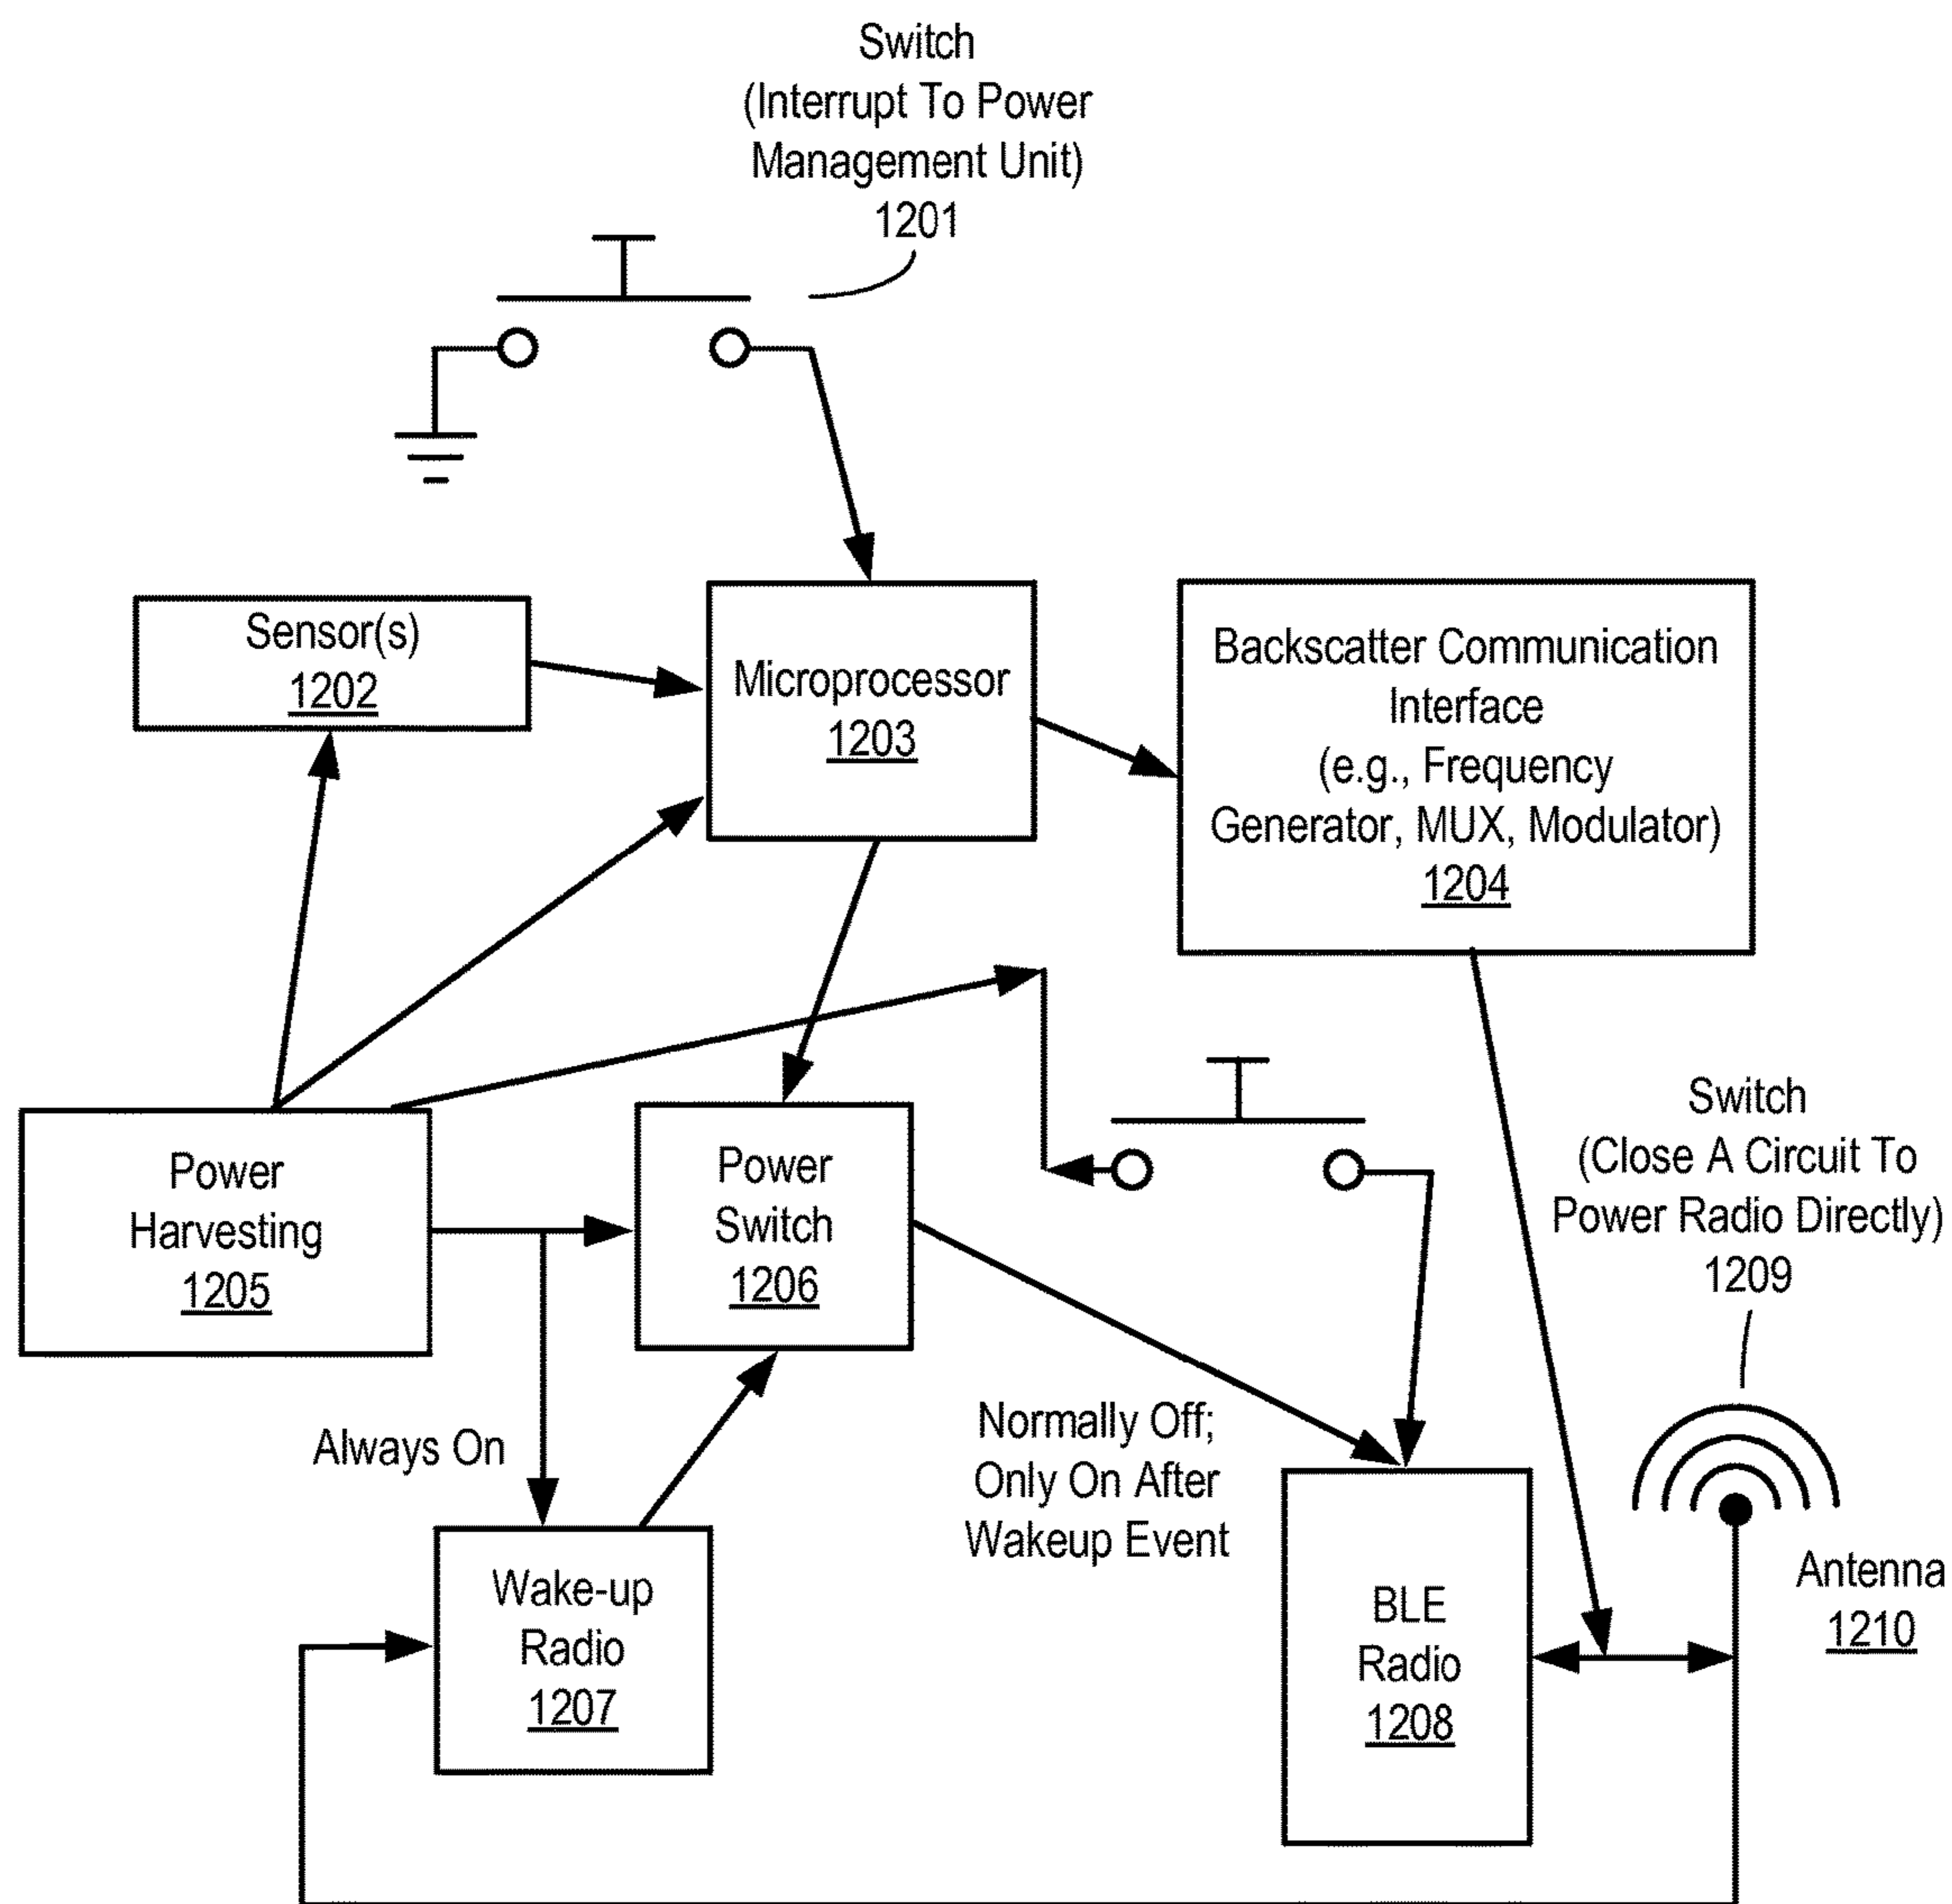 Switch
(Interrupt To Power
Management Unit)
1201
Sensor(s)
1202
Microprocessor
1203
Backscatter Communication
Interface
(e.g., Frequency
Generator, MUX, Modulator)
1204
Power
Harvesting
1205
Power
Switch
1206
Switch
(Close A Circuit To
Power Radio Directly)
1209
Always On
Normally Off;
Only On After
Wakeup Event
Wake-up
Radio
1207
BLE
Radio
1208
Antenna
1210